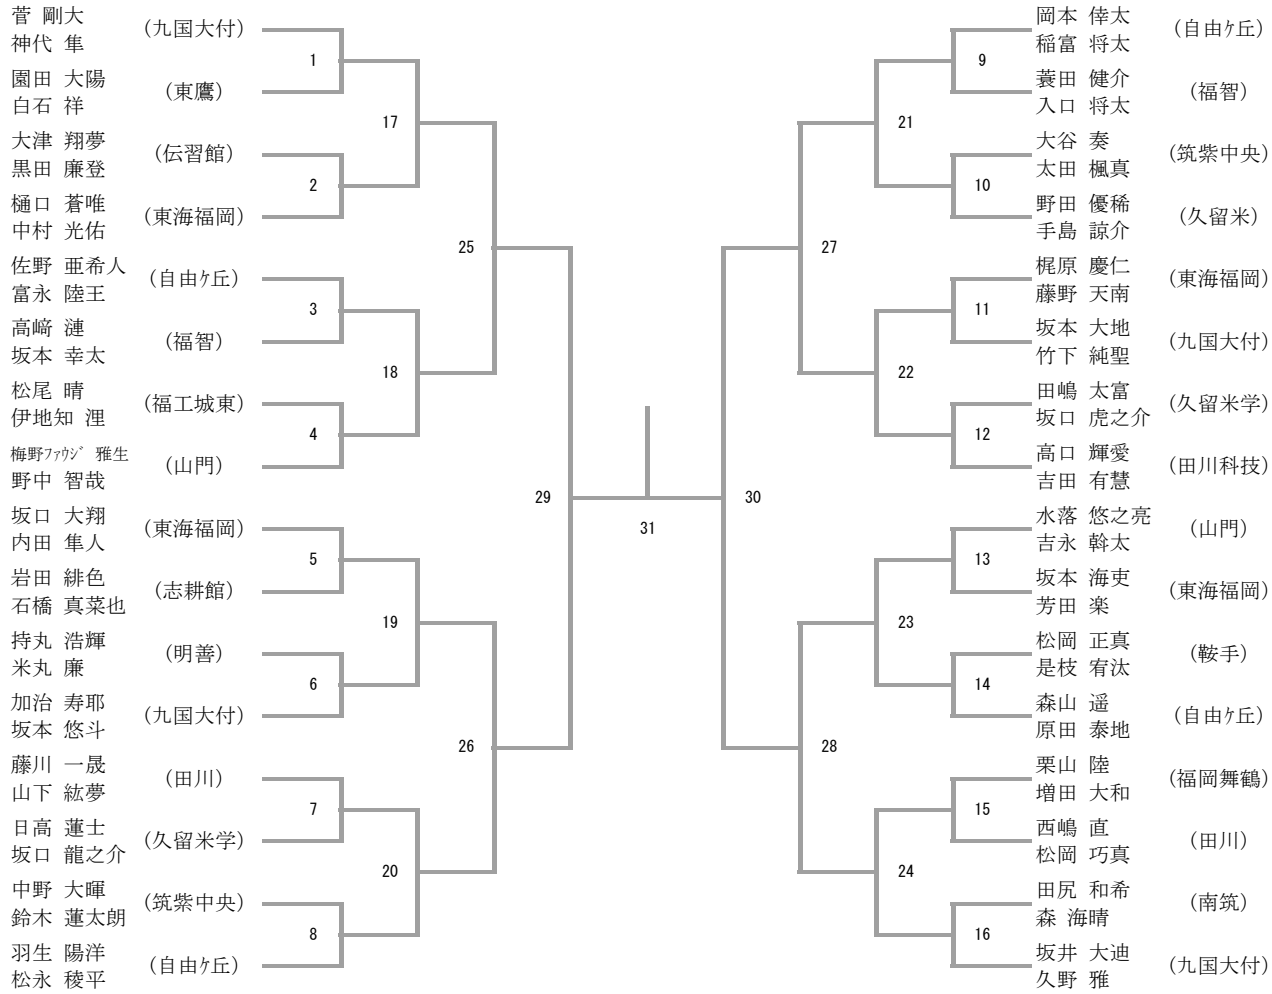 菅 剛大
神代 隼
(九国大付)
園田 大陽
白石 祥
(東鷹)
大津 翔夢
黒田 廉登
(伝習館)
樋口 蒼唯
中村 光佑
(東海福岡)
佐野 亜希人
富永 陸王
(自由ヶ丘)
高﨑 漣
坂本 幸太
(福智)
松尾 晴
伊地知 浬
(福工城東)
梅野ファウジ 雅生
野中 智哉
(山門)
坂口 大翔
内田 隼人
(東海福岡)
岩田 緋色
石橋 真菜也
(志耕館)
持丸 浩輝
米丸 廉
(明善)
加治 寿耶
坂本 悠斗
(九国大付)
藤川 一晟
山下 紘夢
(田川)
日高 蓮士
坂口 龍之介
(久留米学)
中野 大暉
鈴木 蓮太朗
(筑紫中央)
羽生 陽洋
松永 稜平
(自由ヶ丘)
1
2
3
4
5
6
7
8
17
18
19
20
25
26
29
31
30
27
28
21
22
23
24
9
10
11
12
13
14
15
16
岡本 倖太
稲富 将太
(自由ヶ丘)
蓑田 健介
入口 将太
(福智)
大谷 奏
太田 楓真
(筑紫中央)
野田 優稀
手島 諒介
(久留米)
梶原 慶仁
藤野 天南
(東海福岡)
坂本 大地
竹下 純聖
(九国大付)
田嶋 太富
坂口 虎之介
(久留米学)
高口 輝愛
吉田 有慧
(田川科技)
水落 悠之亮
吉永 斡太
(山門)
坂本 海吏
芳田 楽
(東海福岡)
松岡 正真
是枝 宥汰
(鞍手)
森山 遥
原田 泰地
(自由ヶ丘)
栗山 陸
増田 大和
(福岡舞鶴)
西嶋 直
松岡 巧真
(田川)
田尻 和希
森 海晴
(南筑)
坂井 大迪
久野 雅
(九国大付)